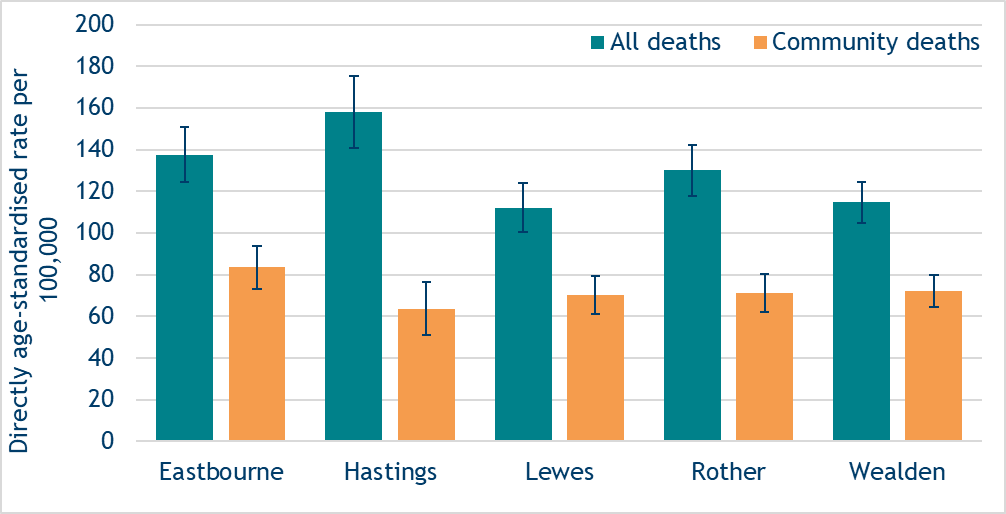 200
180
160
140
120
100
80
60
40
20
0
Directly age-standardised rate per
100,000
All deaths
Community deaths
Eastbourne
Hastings
Lewes
Rother
Wealden